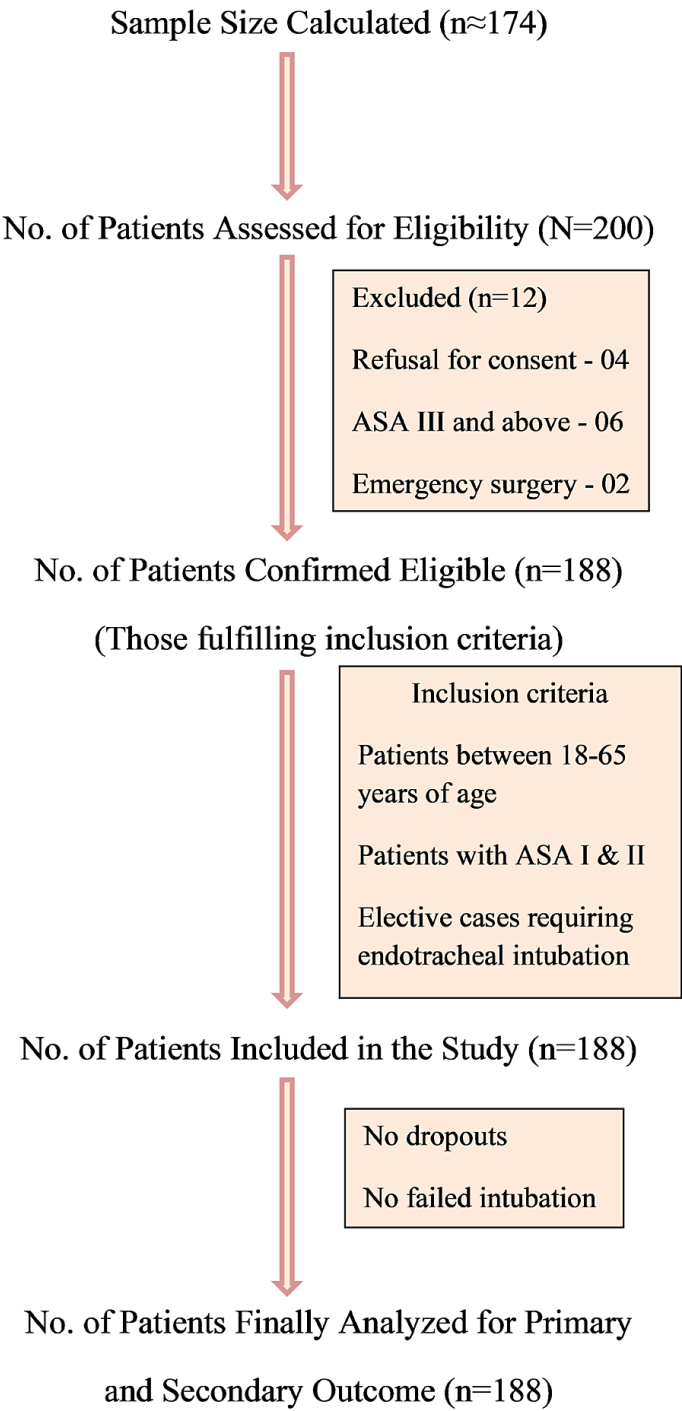 Sample Size Calculated (n≈174)
No. of Patients Assessed for Eligibility (N=200)
Excluded (n=12)
Refusal for consent - 04
ASA III and above - 06
Emergency surgery - 02
No. of Patients Confirmed Eligible (n=188)
(Those fulfilling inclusion criteria)
Inclusion criteria
Patients between 18-65
years of age
Patients with ASA I & II
Elective cases requiring
endotracheal intubation
No. of Patients Included in the Study (n=188)
No dropouts
No failed intubation
No. of Patients Finally Analyzed for Primary
and Secondary Outcome (n=188)